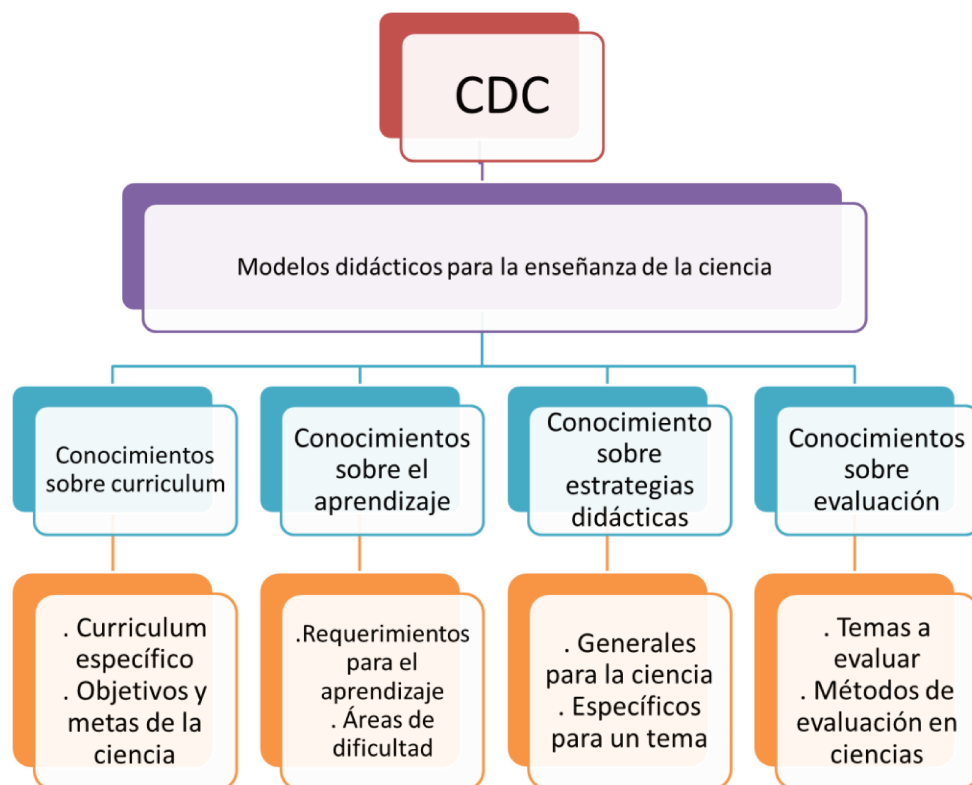 CDC
Modelos didácticos para la enseñanza de la ciencia
Conocimientos
sobre curriculum
Conocimientos
sobre el
aprendizaje
Conocimiento
sobre
estrategias
didácticas
Conocimientos
sobre
evaluación
. Curriculum
específico
. Objetivos y
metas de la
ciencia
.Requerimientos
para el
aprendizaje
. Áreas de
dificultad
. Generales
para la ciencia
. Específicos
para un tema
. Temas a
evaluar
. Métodos de
evaluación en
ciencias